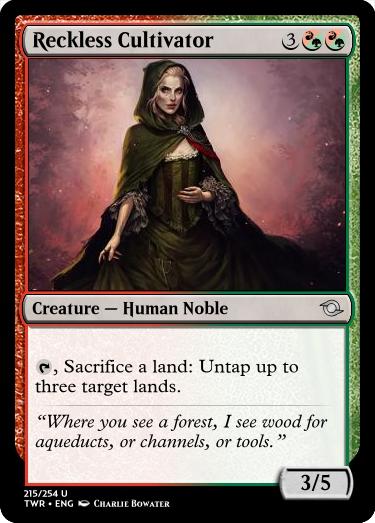 Reckless Cultivator 3
Creature — Human Noble
, Sacrifice a land: Untap up to
three target lands.
“Where you see a forest, I see wood for
aqueducts, or channels, or tools.”
3/5
215/254 U
TWR • ENG Charlie Bowater